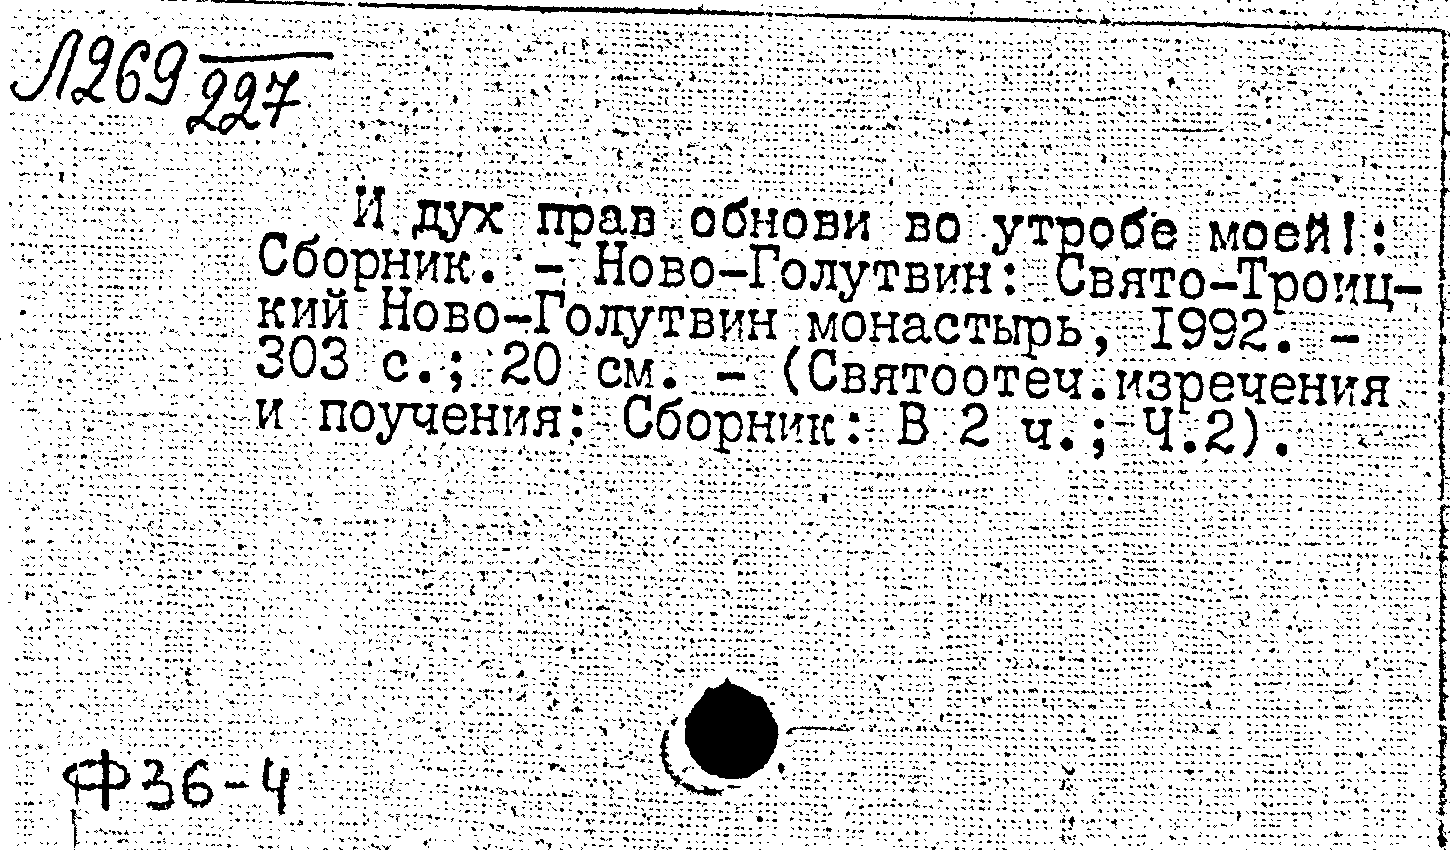 Л269
227
И дух прав обнови во утробе моей!:
Сборник. - Ново-Голутвин: Свято-Троиц-
кий Ново-Голутвин монастырь, 1992. -
303 с.; 20 см. - (Святоотеч.изречения
и поучения: Сборник: В 2 ч.; Ч.2).
Ф36-4